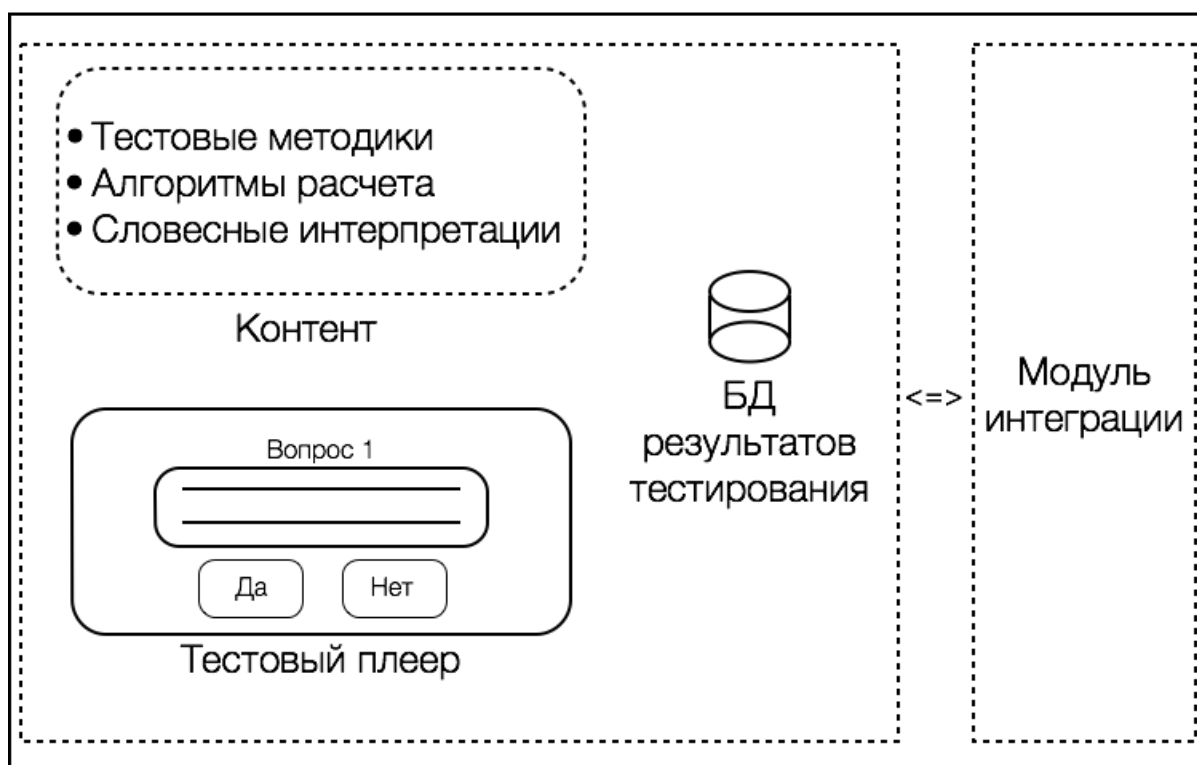 • Тестовые методики
• Алгоритмы расчета
• Словесные интерпретации
Контент
Вопрос 1
Да
Нет
Тестовый плеер
БД
результатов
тестирования
<=>
Модуль
интеграции